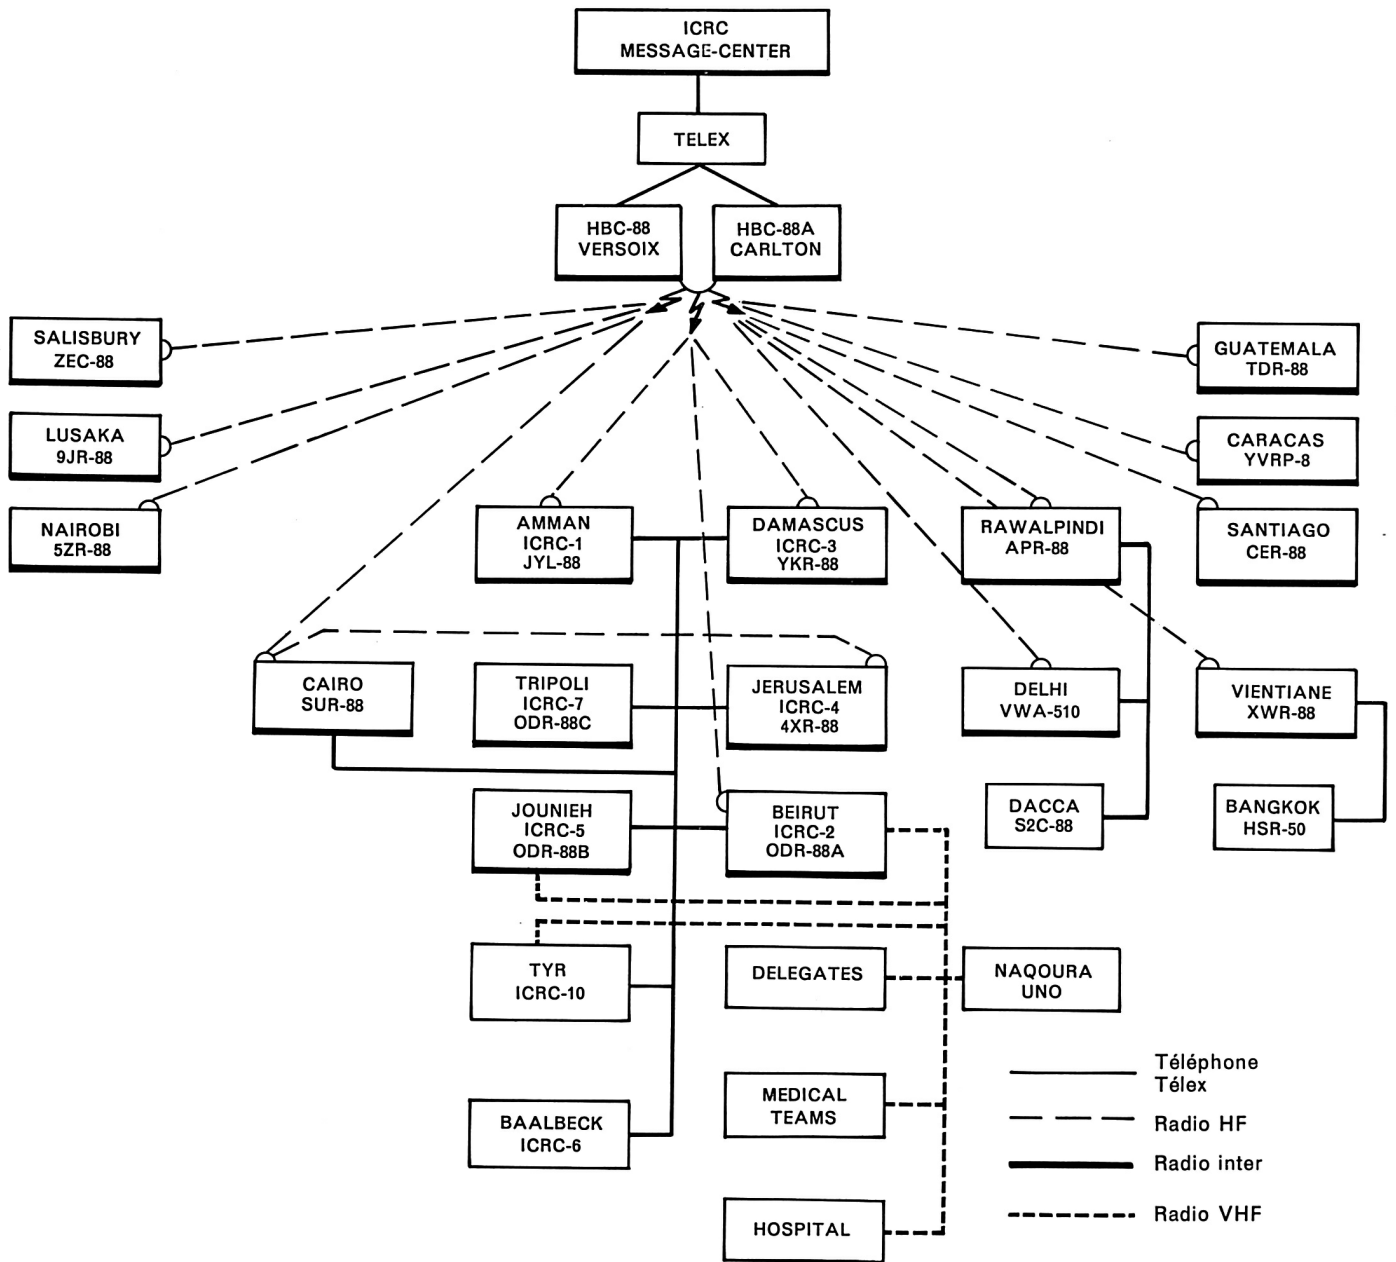 ICRC
MESSAGE-CENTER
TELEX
HBC-88
VERSOIX
HBC-88A
CARLTON
SALISBURY
ZEC-88
GUATEMALA
TDR-88
LUSAKA
9JR-88
CARACAS
YVRP-8
NAIROBI
5ZR-88
AMMAN
ICRC-1
JYL-88
DAMASCUS
ICRC-3
YKR-88
RAWALPINDI
APR-88
SANTIAGO
CER-88
CAIRO
SUR-88
TRIPOLI
ICRC-7
ODR-88C
JERUSALEM
ICRC-4
4XR-88
DELHI
VWA-510
VIENTIANE
XWR-88
JOUNIEH
ICRC-5
ODR-88B
BEIRUT
ICRC-2
ODR-88A
DACCA
S2C-88
BANGKOK
HSR-50
TYR
ICRC-10
DELEGATES
NAQOURA
UNO
BAALBECK
ICRC-6
MEDICAL
TEAMS
HOSPITAL
Téléphone
Télex
Radio HF
Radio inter
Radio VHF